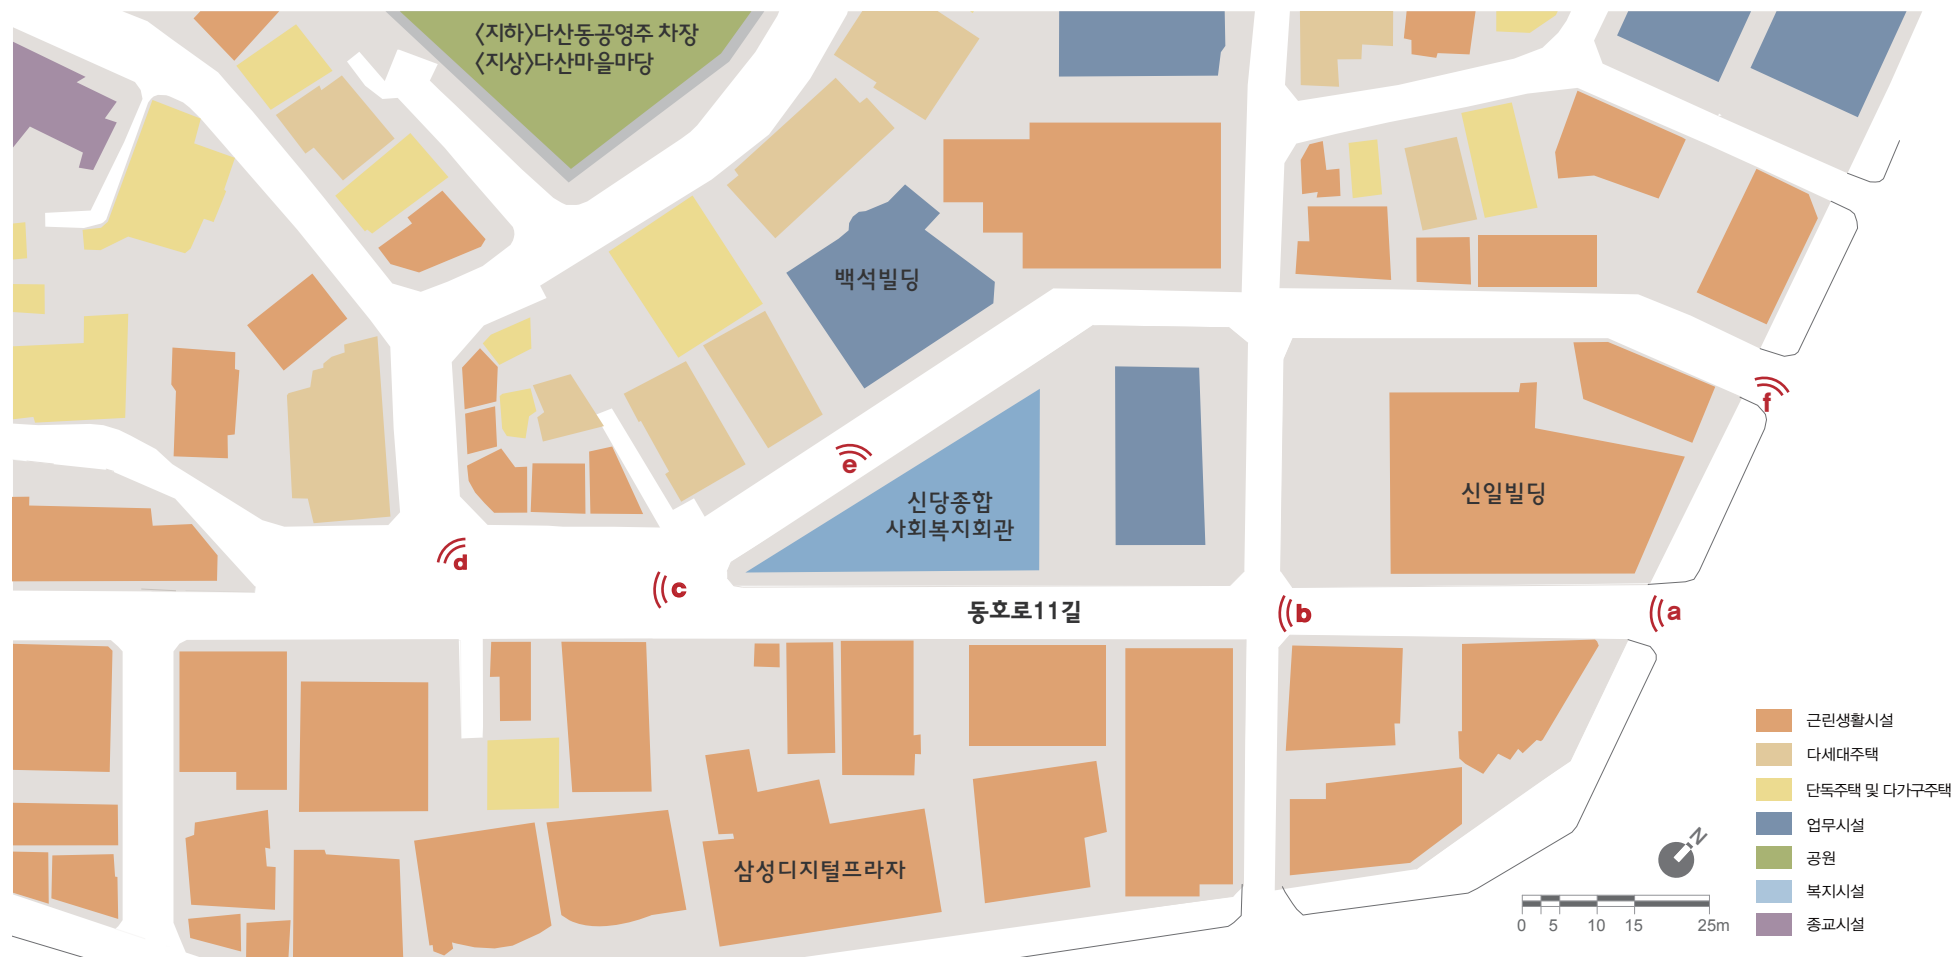 〈지하〉다산동공영주 차장
〈지상〉다산마을마당
백석빌딩
f
e
신일빌딩
신당종합
사회복지회관
d
c
동호로11길
b
a
근린생활시설
다세대주택
단독주택 및 다가구주택
업무시설
공원
복지시설
종교시설
삼성디지털프라자
N
0 5 10 15 25m